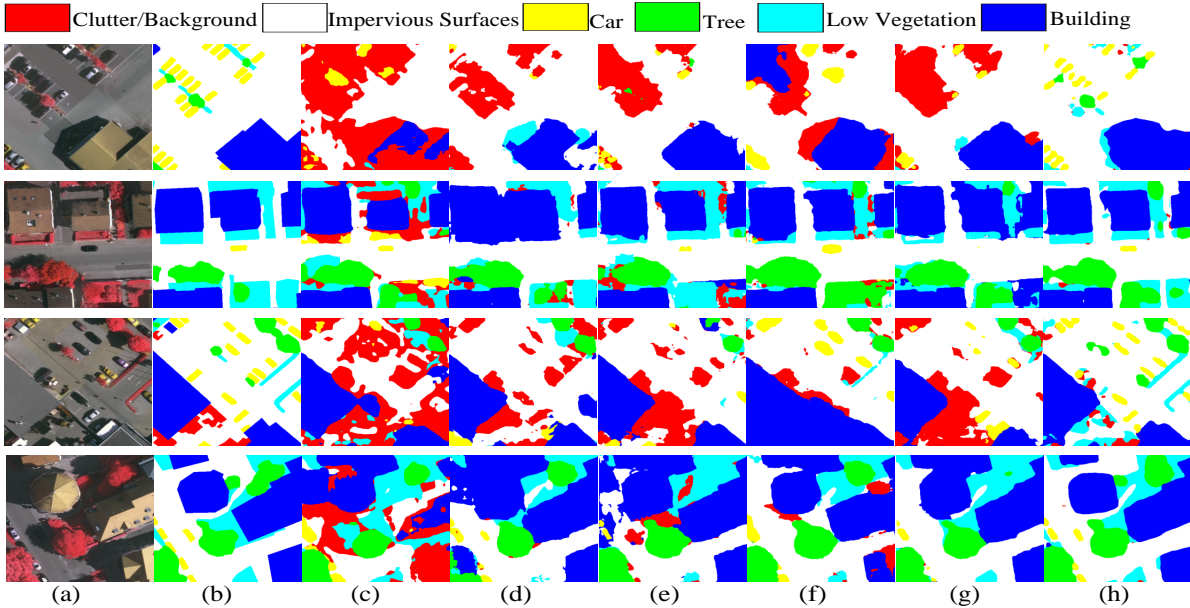 Clutter/Background Impervious Surfaces Car Tree Low Vegetation Building
(a) (b) (c) (d) (e) (f) (g) (h)